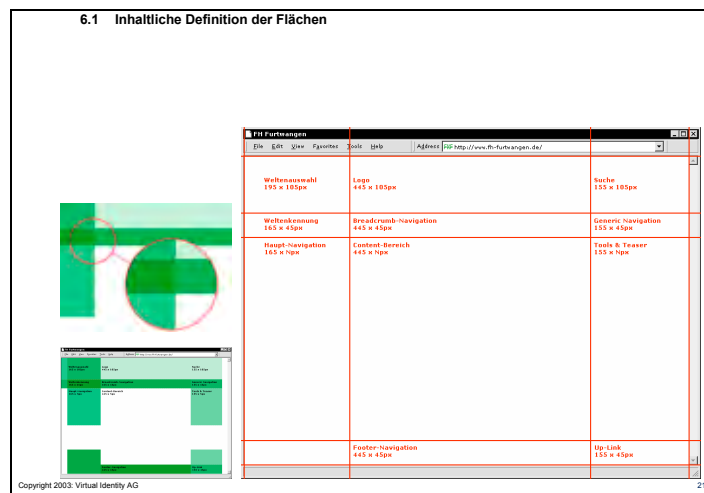 6.1 Inhaltliche Definition der Flächen
FH Furtwangen
File Edit View Favorites Tools Help Address http://www.fh-furtwangen.de/
Weltenauswahl
195 x 105px
Logo
445 x 105px
Suche
155 x 105px
Weltenkennung
165 x 45px
Breadcrumb-Navigation
445 x 45px
Generic Navigation
155 x 45px
Haupt-Navigation
165 x Npx
Content-Bereich
445 x Npx
Tools & Teaser
155 x Npx
Footer-Navigation
445 x 45px
Up-Link
155 x 45px
Copyright 2003: Virtual Identity AG
21